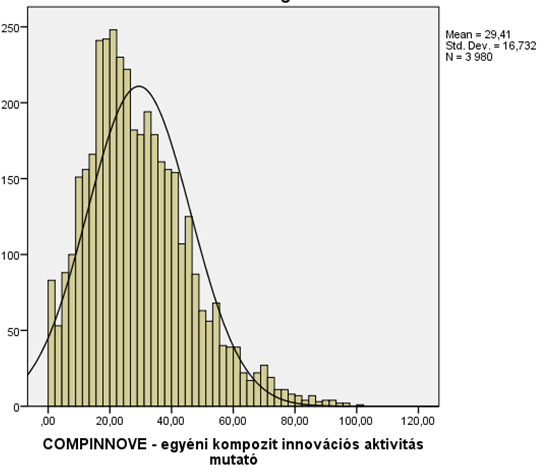 250
200
150
100
50
0
,00 20,00 40,00 60,00 80,00 100,00 120,00
COMPINNOVE - egyéni kompozit innovációs aktivitás
mutató
Mean = 29,41
Std. Dev. = 16,732
N = 3 980